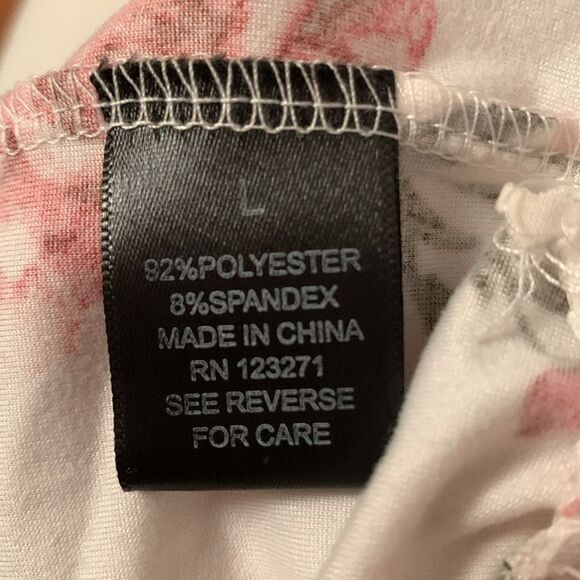 L
92%POLYESTER
8%SPANDEX
MADE IN CHINA
RN 123271
SEE REVERSE
FOR CARE